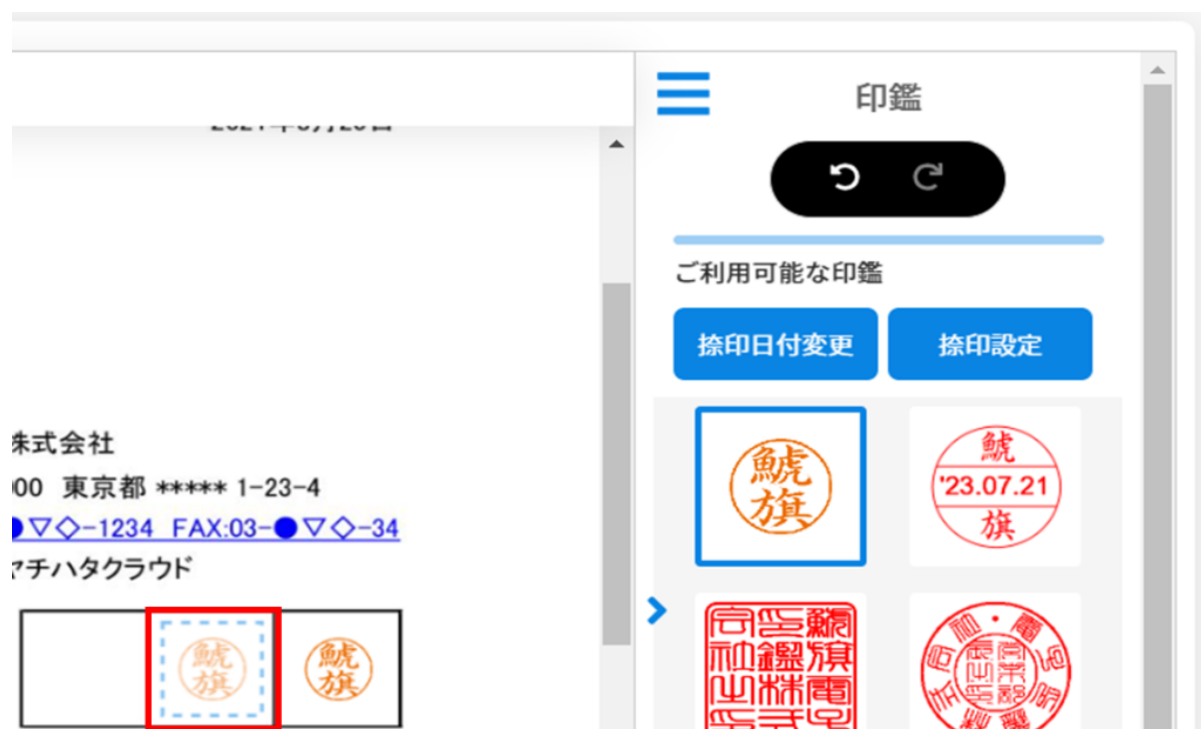 印鑑
ご利用可能な印鑑
捺印日付変更
捺印設定
株式会社
00 東京都 ***** 1-23-4
●▽◇-1234 FAX:03-●▽◇-34
ヤチハタクラウド
鯱旗
鯱旗
鯱旗
鯱
'23.07.21
旗